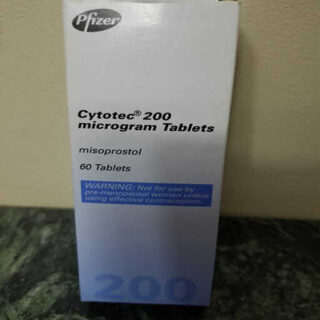 Pfizer
Cytotec® 200
microgram Tablets
misoprostol
60 Tablets
WARNING: Not for use by
pre-menopausal women unless
using effective contraception.
200